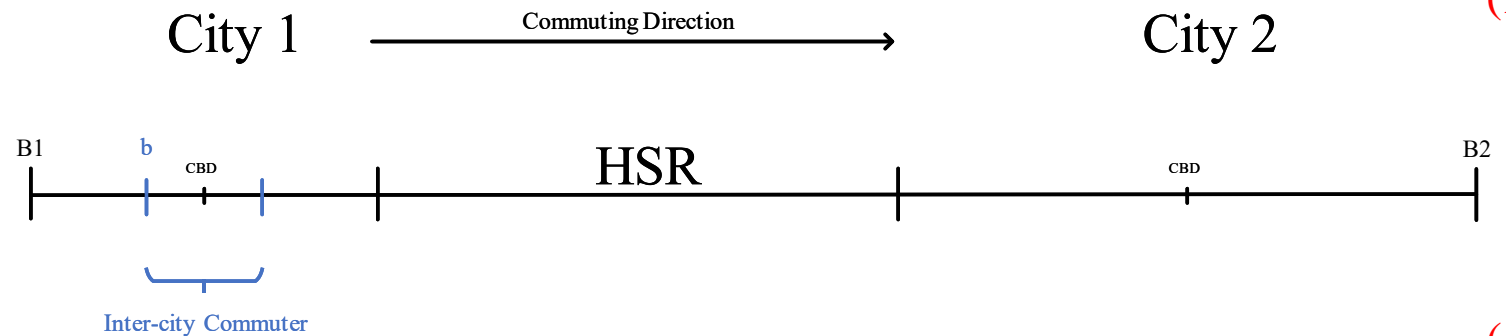 City 1
Commuting Direction
City 2
B1
b
CBD
HSR
CBD
B2
Inter-city Commuter